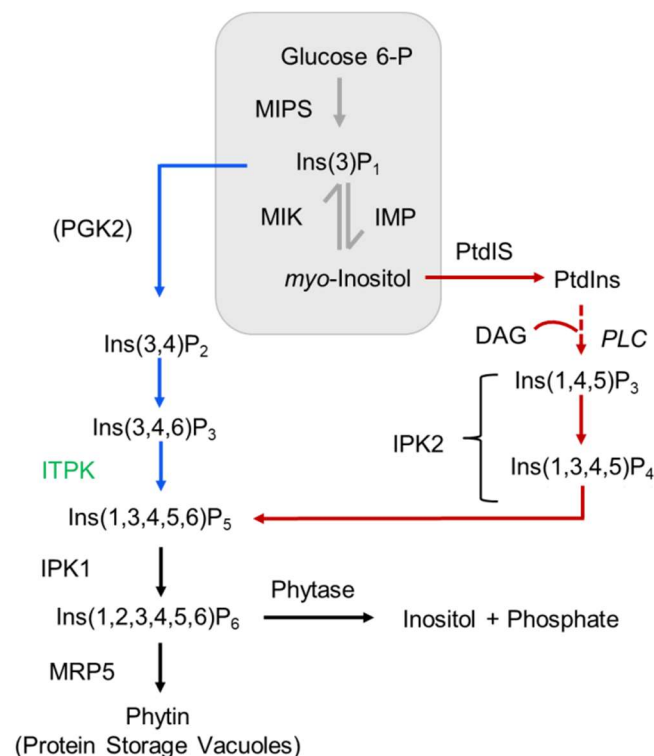 Glucose 6-P
MIPS
Ins(3)P₁
MIK
IMP
myo-Inositol
(PGK2)
PtdIS
PtdIns
DAG
PLC
Ins(3,4)P₂
Ins(1,4,5)P₃
Ins(3,4,6)P₃
IPK2
ITPK
Ins(1,3,4,5)P₄
Ins(1,3,4,5,6)P₅
IPK1
Phytase
Ins(1,2,3,4,5,6)P₆
Inositol + Phosphate
MRP5
Phytin
(Protein Storage Vacuoles)